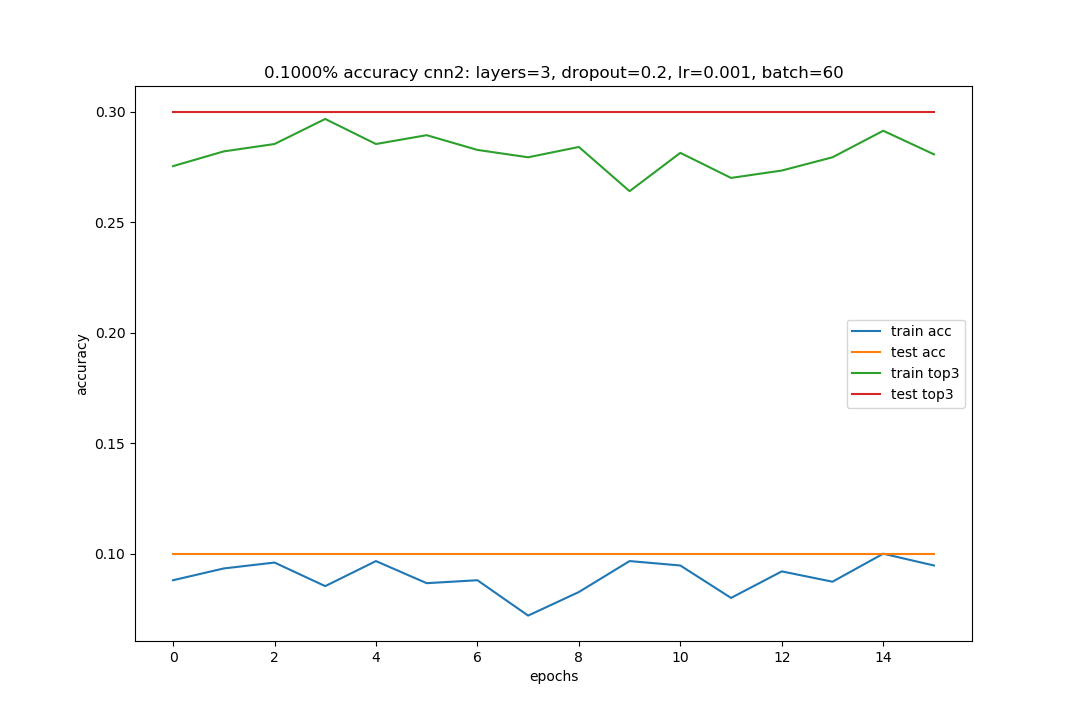 0.1000% accuracy cnn2: layers=3, dropout=0.2, lr=0.001, batch=60
0.30
0.25
0.20
0.15
0.10
accuracy
train acc
test acc
train top3
test top3
0 2 4 6 8 10 12 14
epochs